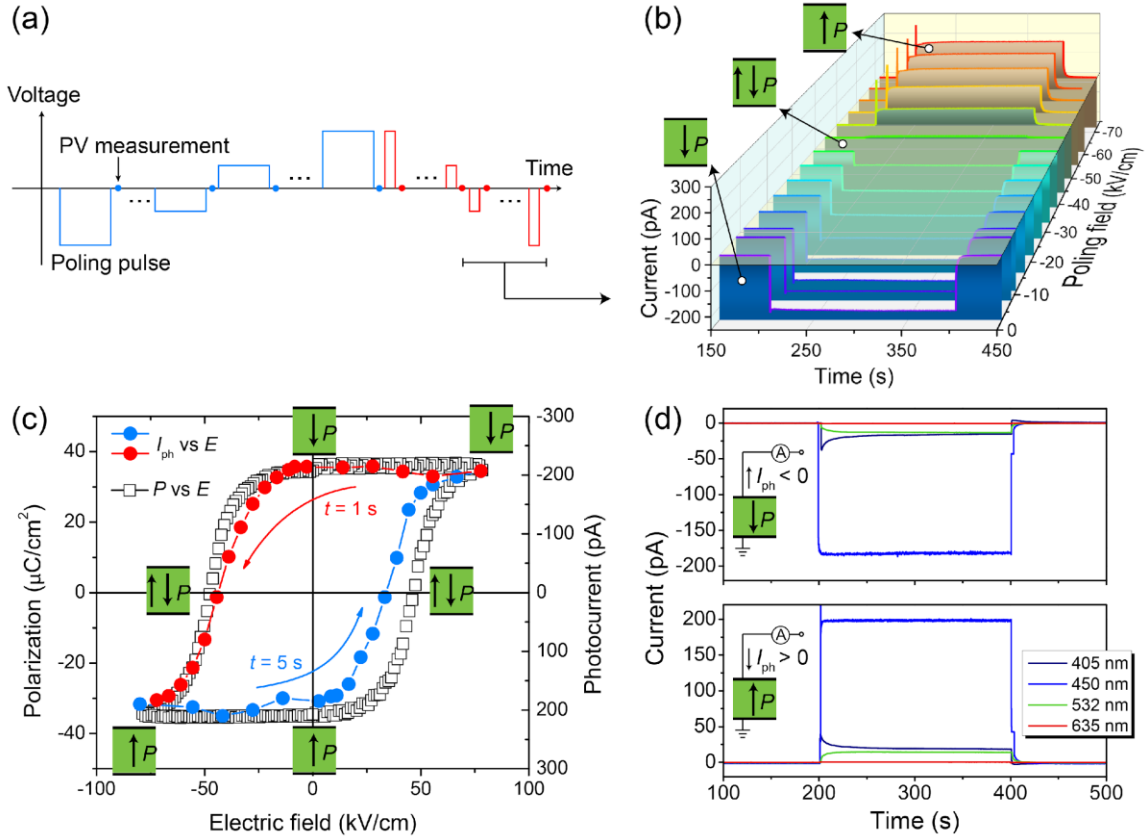 (a)
Voltage
PV measurement
Time
...
...
...
...
Poling pulse
(b)
P
P
P
300
200
100
0
-100
-200
Current (pA)
150
250
350
450
Time (s)
0
-10
-20
-30
-40
-50
-60
-70
Poling field (kV/cm)
(c)
Iph vs E
P vs E
P
P
P
P
P
P
t = 1 s
t = 5 s
40
20
0
-20
-40
Polarization (μC/cm2)
-300
-200
-100
0
100
200
300
Photocurrent (pA)
-100
-50
0
50
100
Electric field (kV/cm)
(d)
0
-25
-50
-75
-100
-125
-150
-175
-200
A
Iph < 0
P
200
150
100
50
0
A
Iph > 0
P
405 nm
450 nm
532 nm
635 nm
Current (pA)
100
200
300
400
500
Time (s)